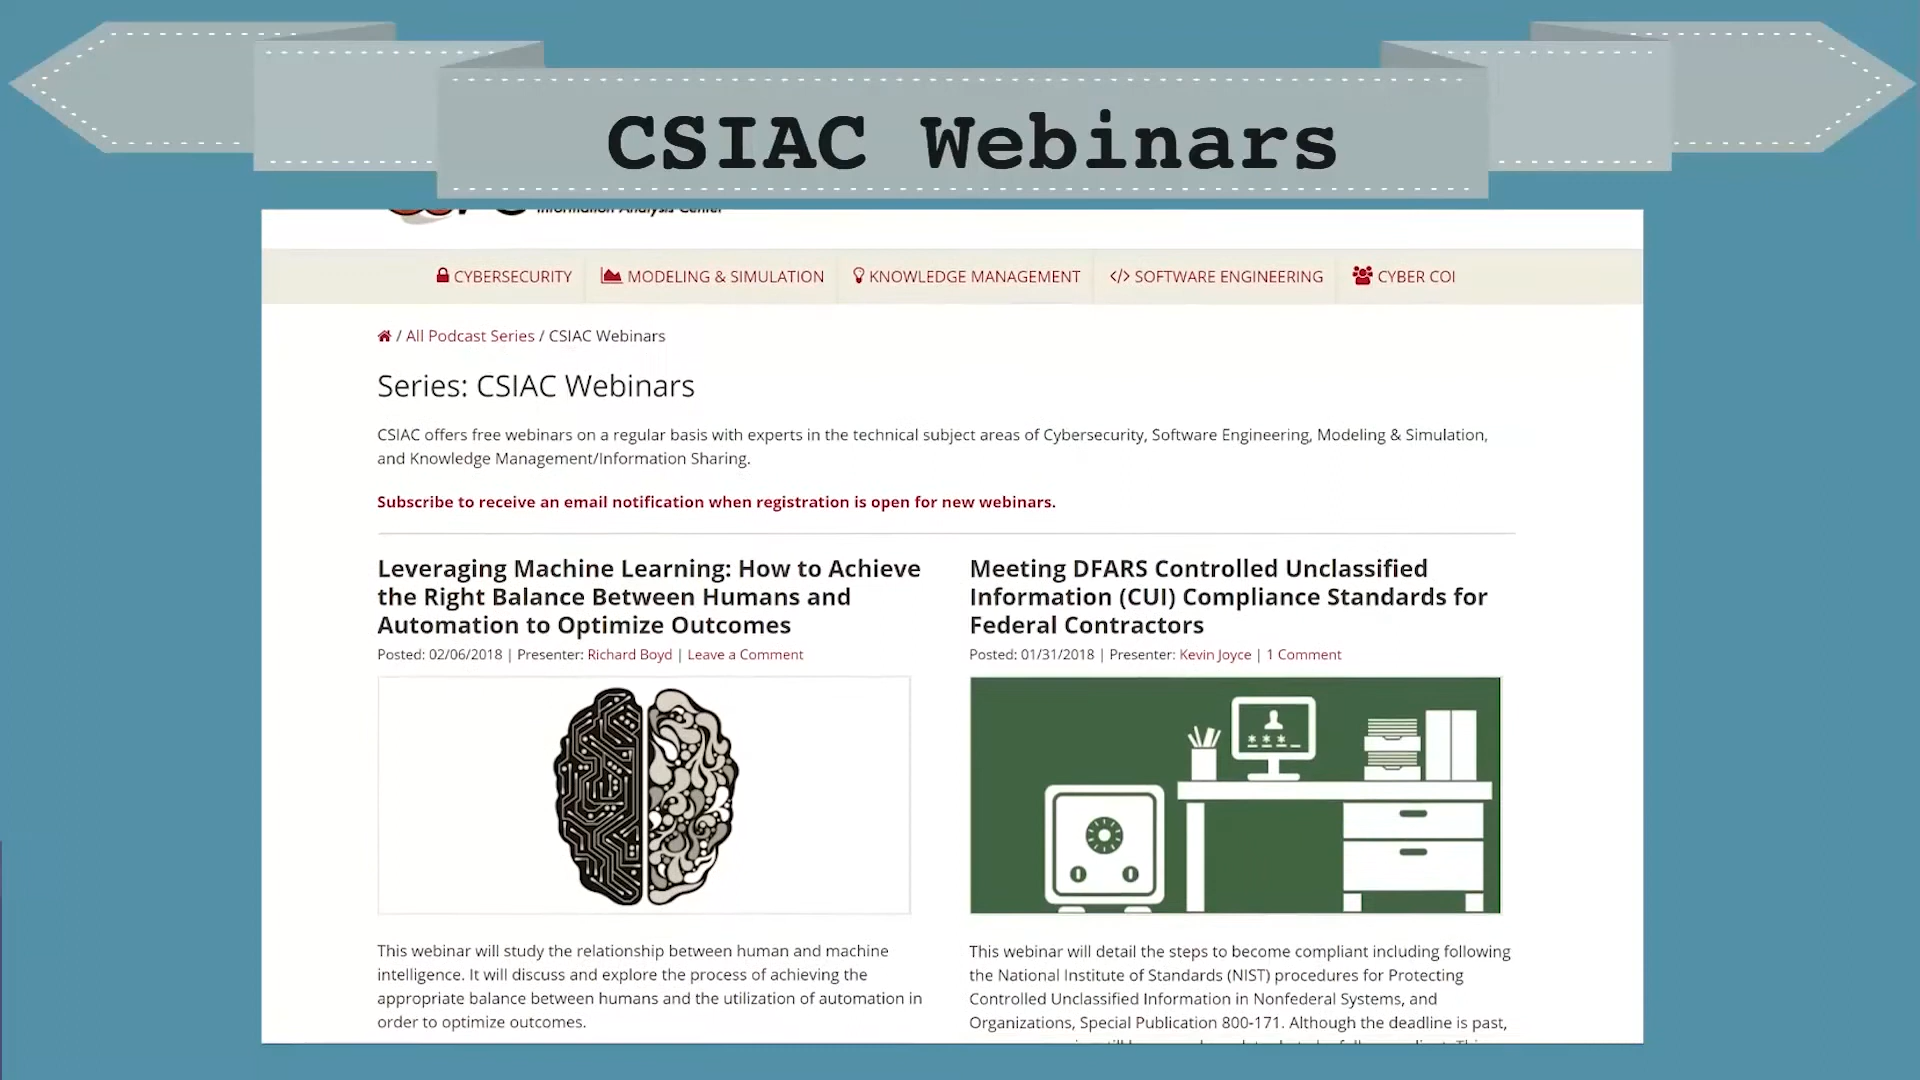 CSIAC Webinars
Information Analysis Center
CYBERSECURITY
MODELING & SIMULATION
KNOWLEDGE MANAGEMENT
</> SOFTWARE ENGINEERING
CYBER COI
/ All Podcast Series / CSIAC Webinars
Series: CSIAC Webinars
CSIAC offers free webinars on a regular basis with experts in the technical subject areas of Cybersecurity, Software Engineering, Modeling & Simulation,
and Knowledge Management/Information Sharing.
Subscribe to receive an email notification when registration is open for new webinars.
Leveraging Machine Learning: How to Achieve
the Right Balance Between Humans and
Automation to Optimize Outcomes
Posted: 02/06/2018 | Presenter: Richard Boyd | Leave a Comment
This webinar will study the relationship between human and machine
intelligence. It will discuss and explore the process of achieving the
appropriate balance between humans and the utilization of automation in
order to optimize outcomes.
Meeting DFARS Controlled Unclassified
Information (CUI) Compliance Standards for
Federal Contractors
Posted: 01/31/2018 | Presenter: Kevin Joyce | 1 Comment
This webinar will detail the steps to become compliant including following
the National Institute of Standards (NIST) procedures for Protecting
Controlled Unclassified Information in Nonfederal Systems, and
Organizations, Special Publication 800-171. Although the deadline is past,